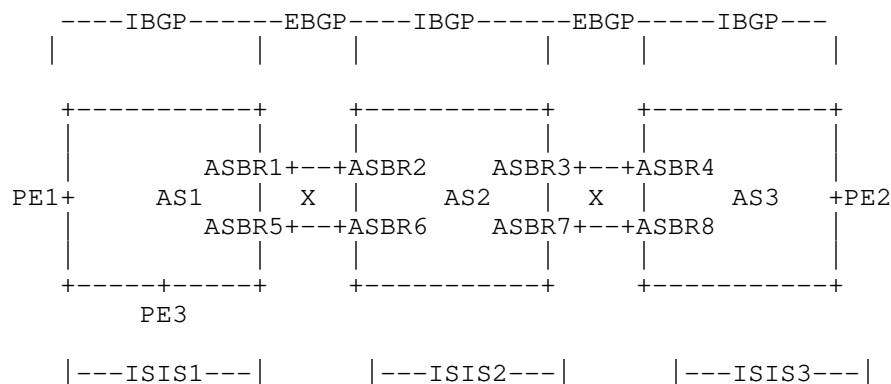 ----IBGP-----EBGP----IBGP------EBGP-----IBGP---
| | | | | |
+-----------+ +-----------+ +-----------+
| | | | | |
| ASBR1+--+ASBR2 ASBR3+--+ASBR4 |
PE1+ AS1 | X | AS2 | X | AS3 +PE2
| ASBR5+--+ASBR6 ASBR7+--+ASBR8 |
| | | | | |
+-----+-----+ +-----------+ +-----------+
PE3
|---ISIS1---| |---ISIS2---| |---ISIS3---|